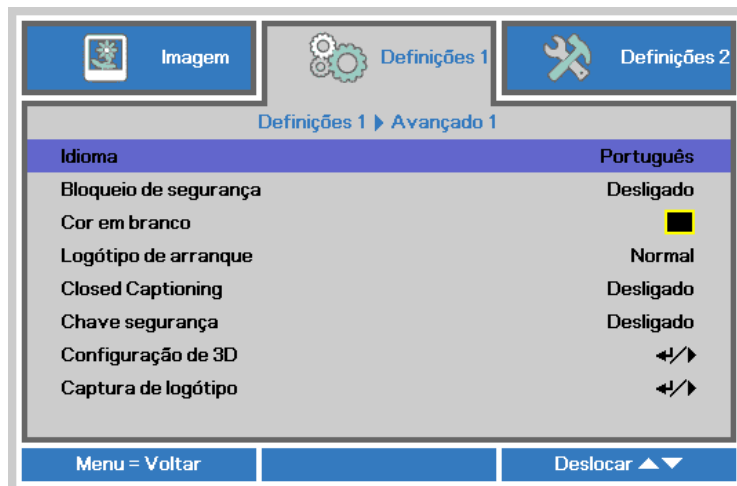 Imagem
Definições 1
Definições 2
Definições 1 Avançado 1
Idioma Português
Bloqueio de segurança Desligado
Cor em branco
Logótipo de arranque Normal
Closed Captioning Desligado
Chave segurança Desligado
Configuração de 3D
Captura de logótipo
Menu = Voltar
Deslocar